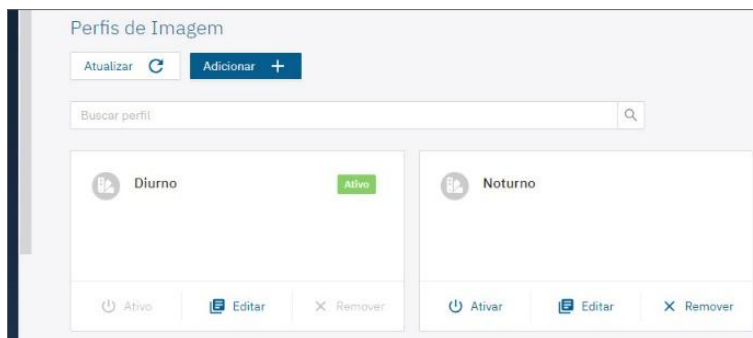 Perfis de Imagem
Atualizar Adicionar
Buscar perfil
Diurno Ativo Noturno
Ativo Editar Remover Ativar Editar Remover